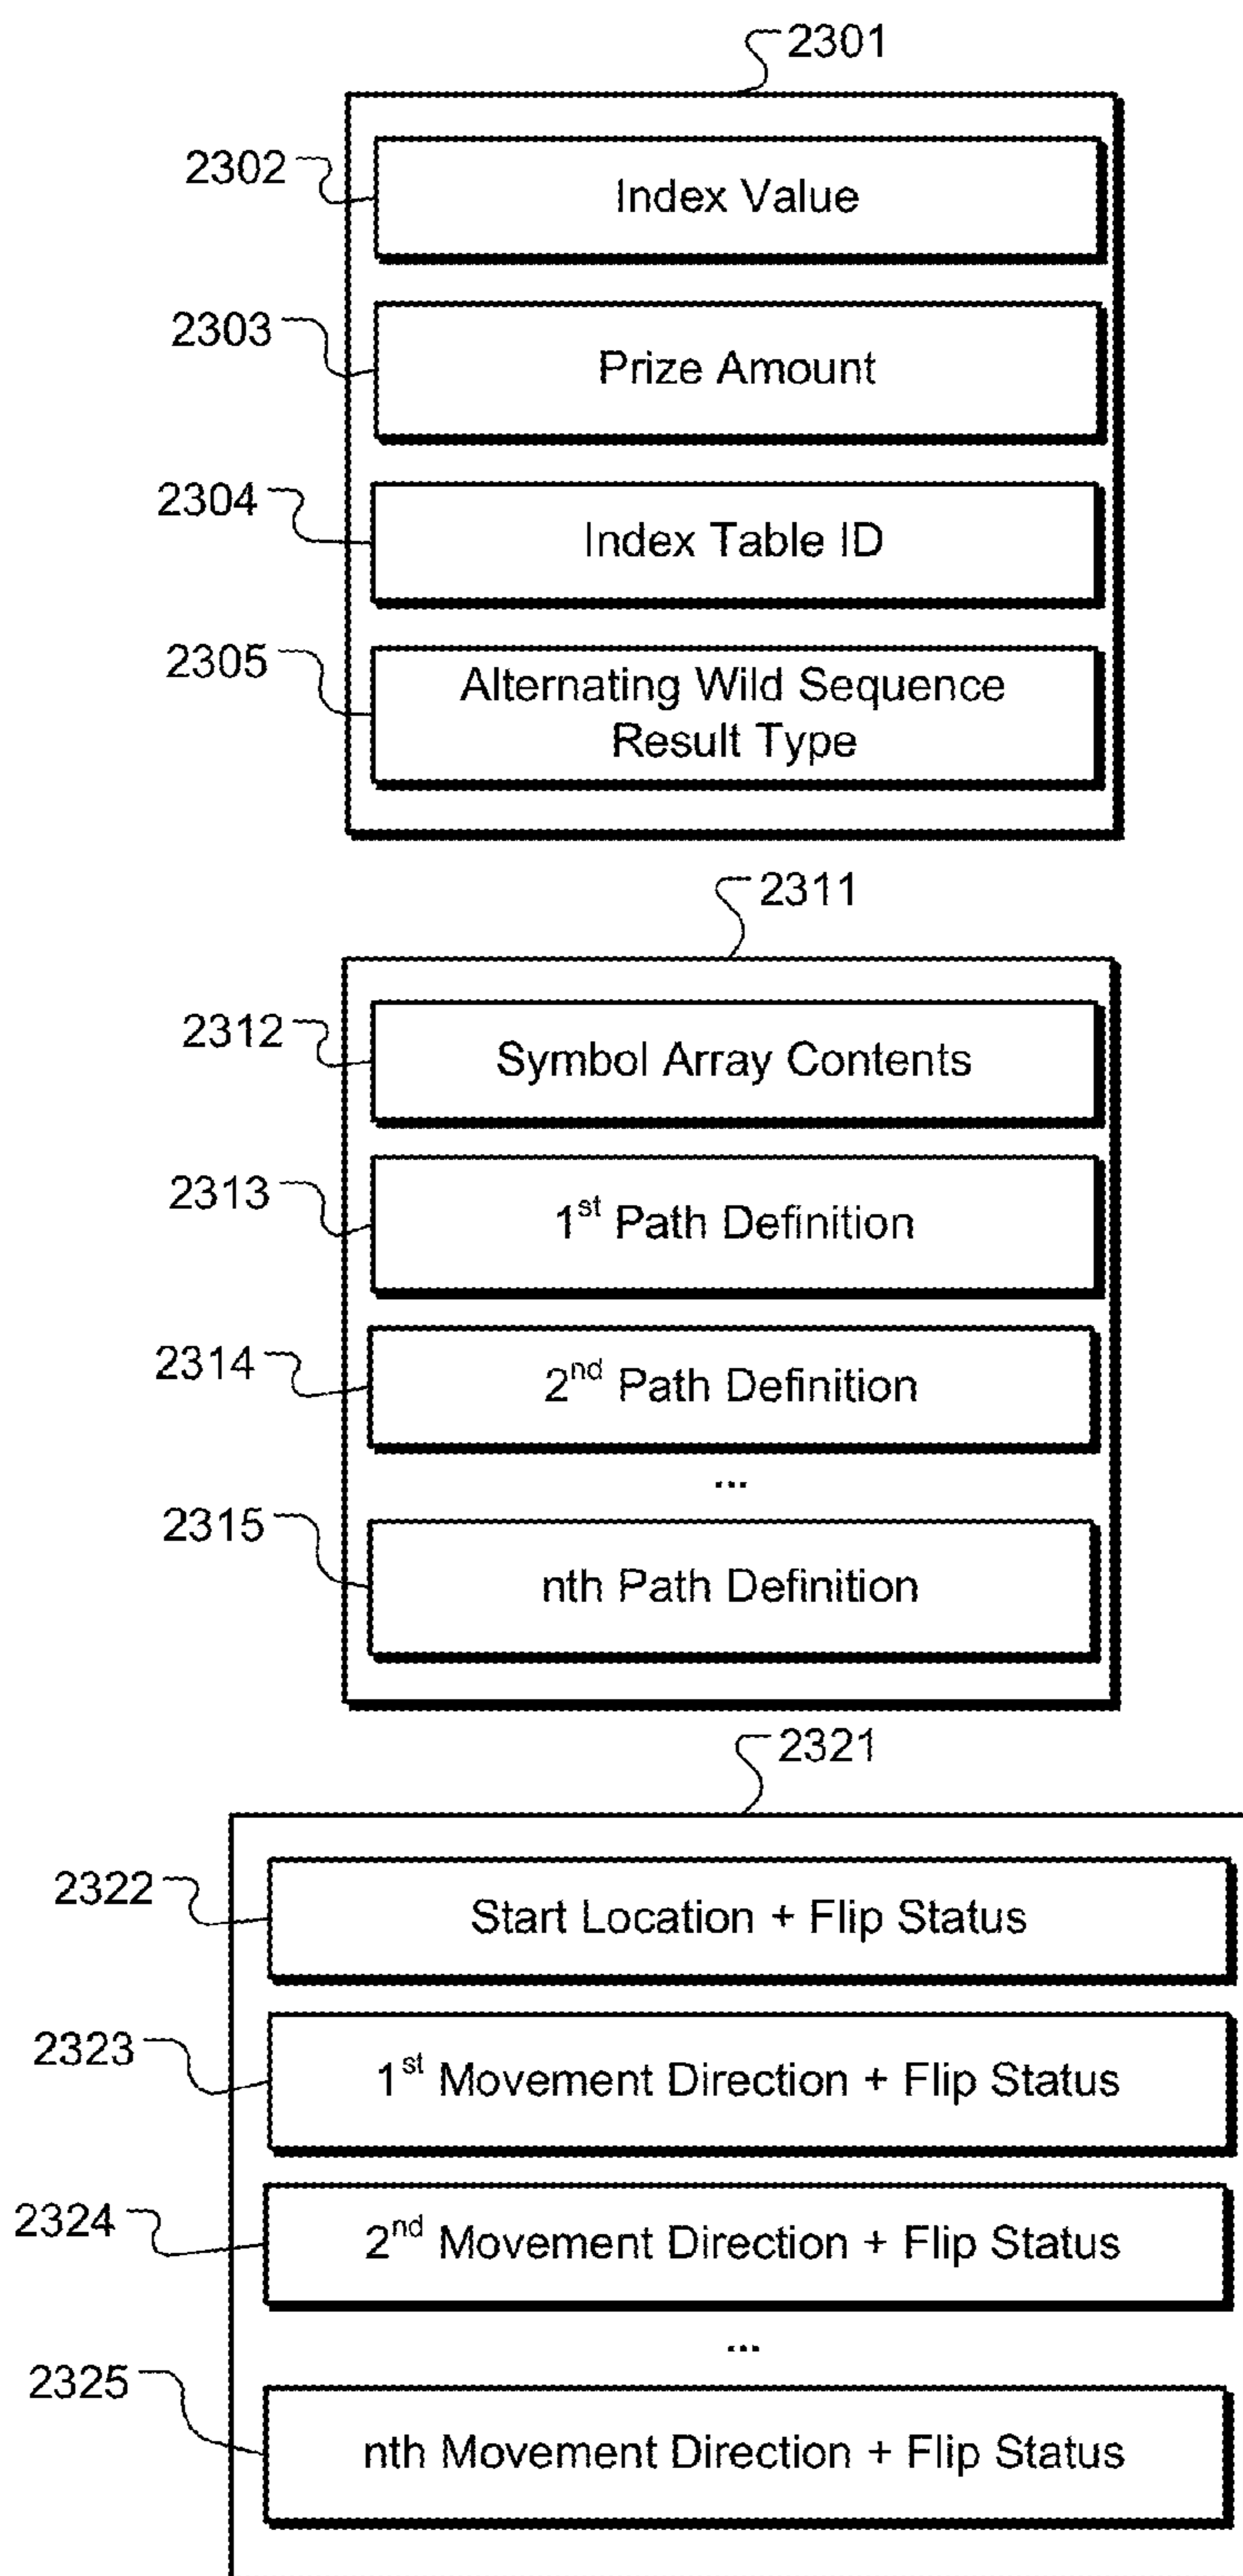 2301
2302
Index Value
2303
Prize Amount
2304
Index Table ID
2305
Alternating Wild Sequence
Result Type
2311
2312
Symbol Array Contents
2313
1st Path Definition
2314
2nd Path Definition
...
2315
nth Path Definition
2321
2322
Start Location + Flip Status
2323
1st Movement Direction + Flip Status
2324
2nd Movement Direction + Flip Status
...
2325
nth Movement Direction + Flip Status